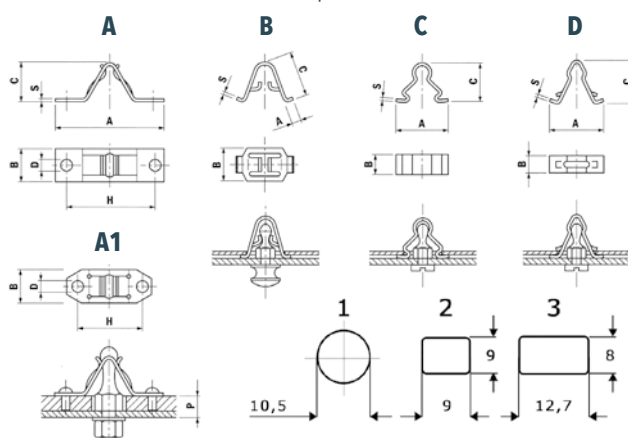 A B C D
C S A
S C A
S C A
S C A
B D H
B
B
B
A1
B D H
P
1 2 3
10,5
9 9
12,7 8